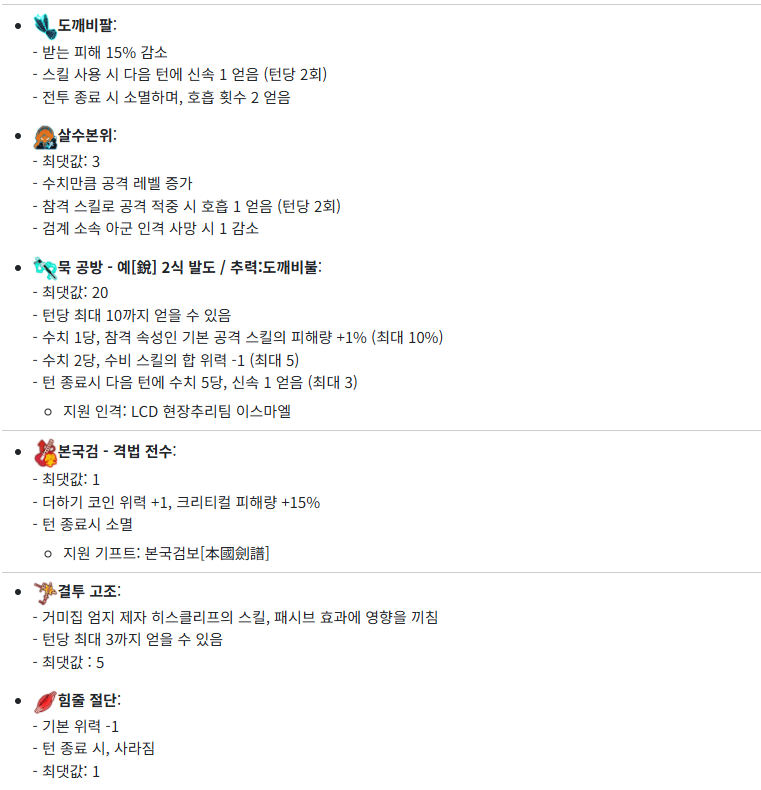 도깨비팔:
- 받는 피해 15% 감소
- 스킬 사용 시 다음 턴에 신속 1 얻음 (턴당 2회)
- 전투 종료 시 소멸하며, 호흡 횟수 2 얻음
살수본위:
- 최댓값: 3
- 수치만큼 공격 레벨 증가
- 참격 스킬로 공격 적중 시 호흡 1 얻음 (턴당 2회)
- 검계 소속 아군 인격 사망 시 1 감소
묵 공방 - 예[銳] 2식 발도 / 추력:도깨비불:
- 최댓값: 20
- 턴당 최대 10까지 얻을 수 있음
- 수치 1당, 참격 속성인 기본 공격 스킬의 피해량 +1% (최대 10%)
- 수치 2당, 수비 스킬의 합 위력 -1 (최대 5)
- 턴 종료시 다음 턴에 수치 5당, 신속 1 얻음 (최대 3)
지원 인격: LCD 현장추리팀 이스마엘
본국검 - 격법 전수:
- 최댓값: 1
- 더하기 코인 위력 +1, 크리티컬 피해량 +15%
- 턴 종료시 소멸
지원 기프트: 본국검보[本國劍譜]
결투 고조:
- 거미집 엄지 제자 히스클리프의 스킬, 패시브 효과에 영향을 끼침
- 턴당 최대 3까지 얻을 수 있음
- 최댓값 : 5
힘줄 절단:
- 기본 위력 -1
- 턴 종료 시, 사라짐
- 최댓값: 1